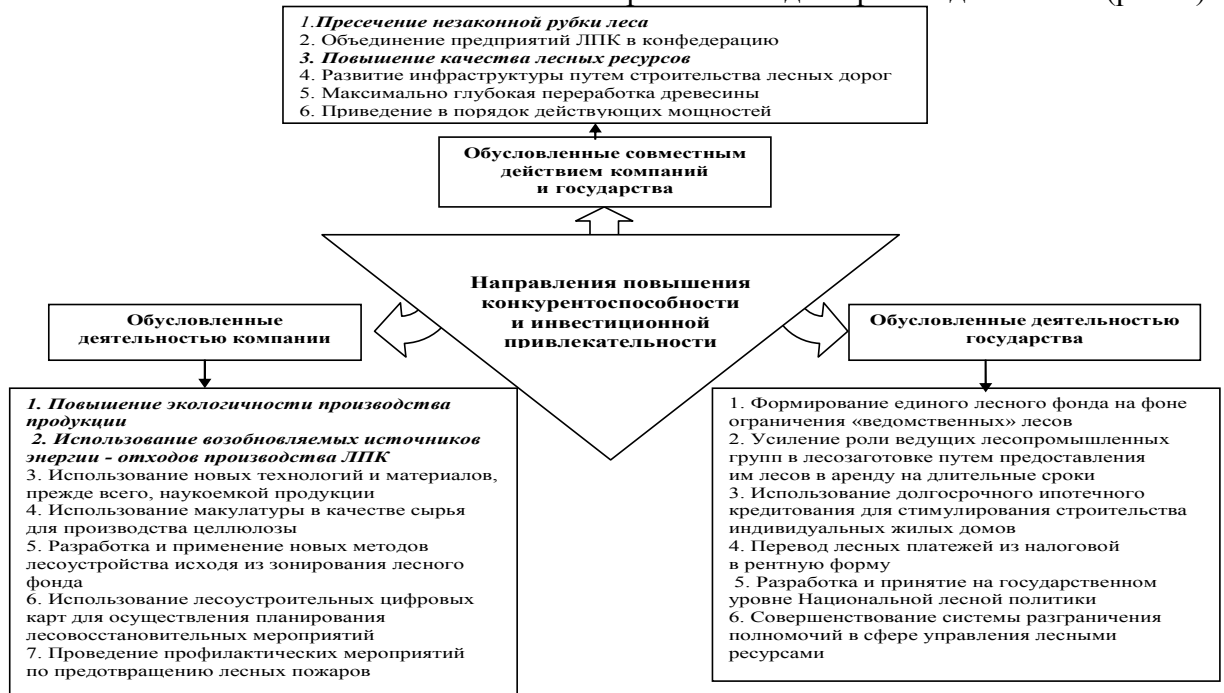 1.Пресечение незаконной рубки леса
2. Объединение предприятий ЛПК в конфедерацию
3. Повышение качества лесных ресурсов
4. Развитие инфраструктуры путем строительства лесных дорог
5. Максимально глубокая переработка древесины
6. Приведение в порядок действующих мощностей
Обусловленные совместным
действием компаний
и государства
Направления повышения
конкурентоспособности
и инвестиционной
привлекательности
Обусловленные
деятельностью компании
Обусловленные деятельностью
государства
1. Повышение экологичности производства
продукции
2. Использование возобновляемых источников
энергии - отходов производства ЛПК
3. Использование новых технологий и материалов,
прежде всего, наукоемкой продукции
4. Использование макулатуры в качестве сырья
для производства целлюлозы
5. Разработка и применение новых методов
лесоустройства исходя из зонирования лесного
фонда
6. Использование лесоустроительных цифровых
карт для осуществления планирования
лесовосстановительных мероприятий
7. Проведение профилактических мероприятий
по предотвращению лесных пожаров
1. Формирование единого лесного фонда на фоне
ограничения «ведомственных» лесов
2. Усиление роли ведущих лесопромышленных
групп в лесозаготовке путем предоставления
им лесов в аренду на длительные сроки
3. Использование долгосрочного ипотечного
кредитования для стимулирования строительства
индивидуальных жилых домов
4. Перевод лесных платежей из налоговой
в рентную форму
5. Разработка и принятие на государственном
уровне Национальной лесной политики
6. Совершенствование системы разграничения
полномочий в сфере управления лесными
ресурсами